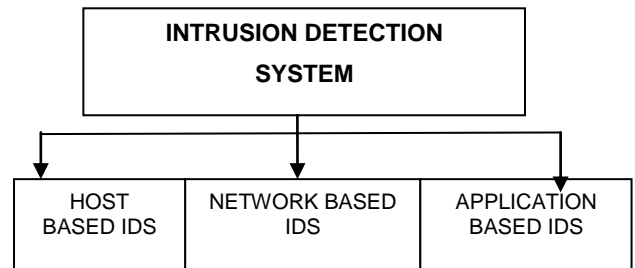 INTRUSION DETECTION
SYSTEM
HOST
BASED IDS
NETWORK BASED
IDS
APPLICATION
BASED IDS